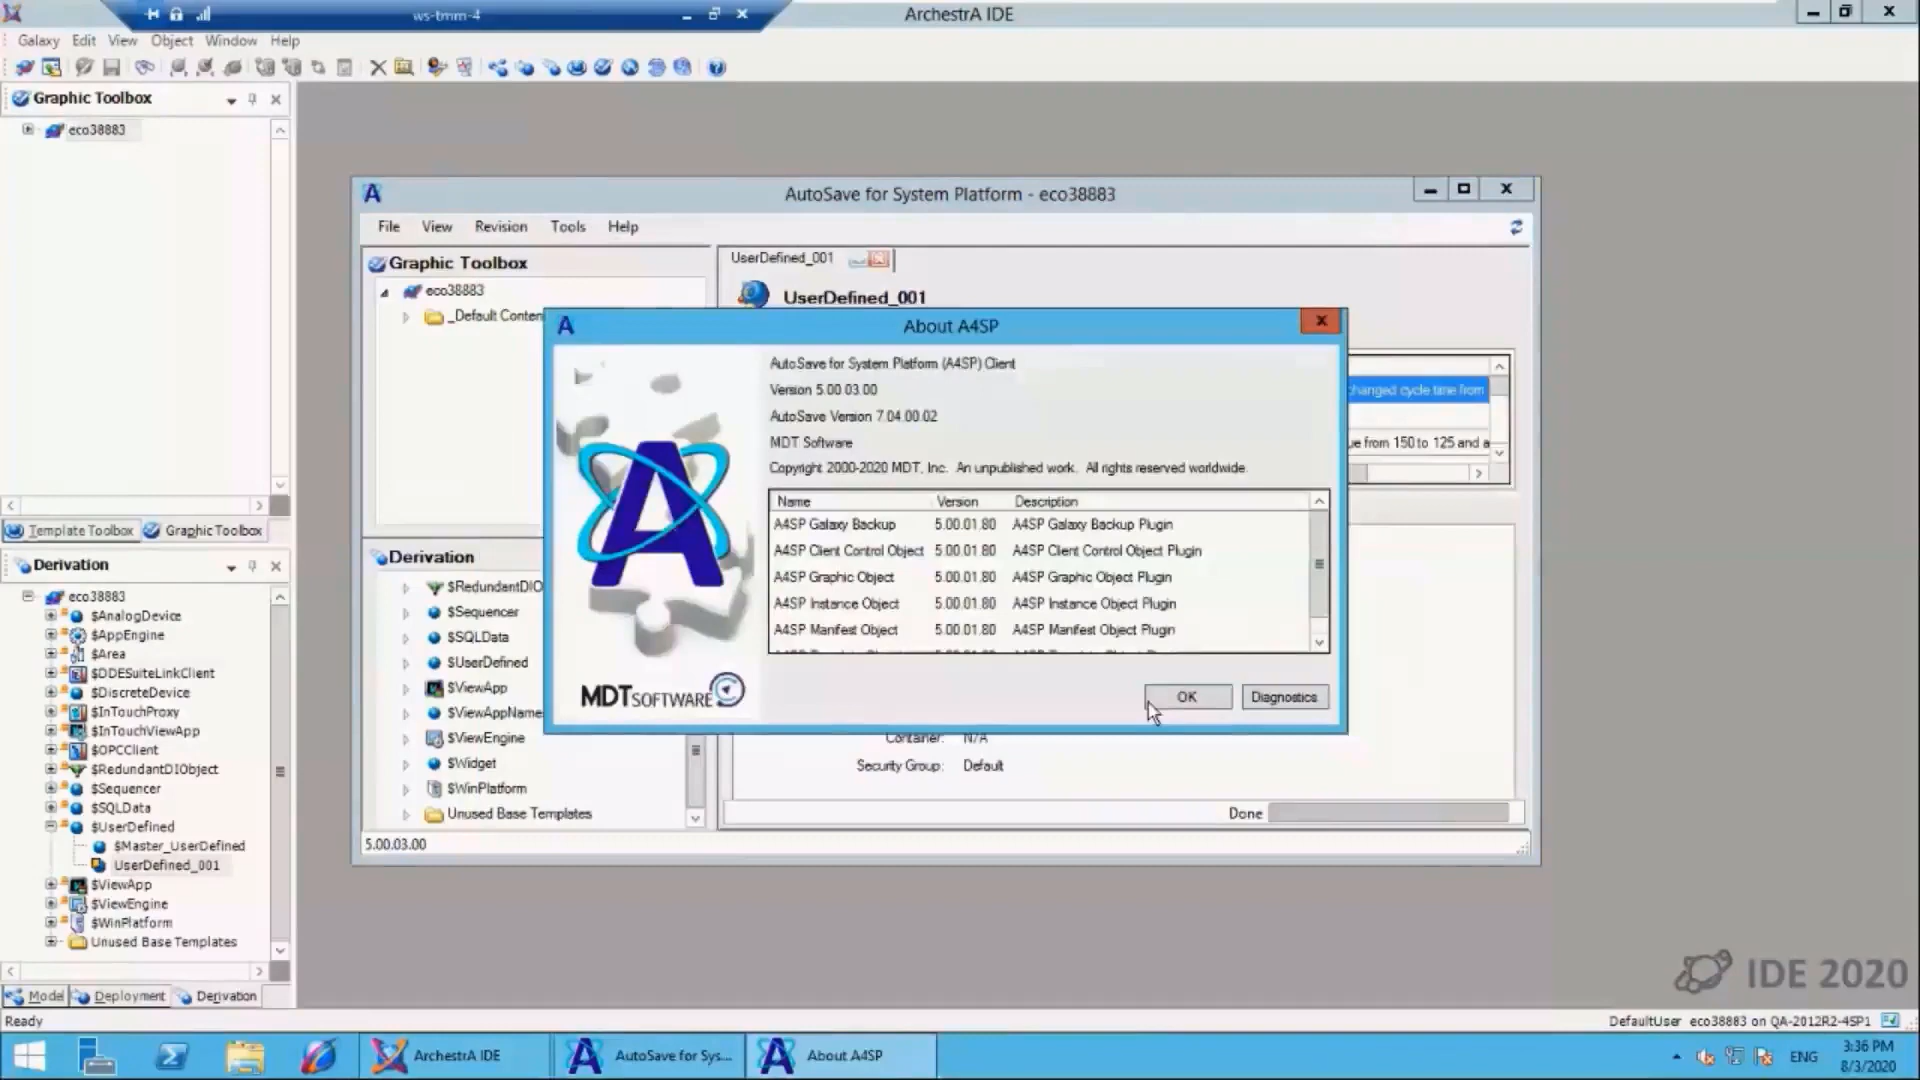 ws-tmm-4
ArchestrA IDE
Galaxy Edit View Object Window Help
Graphic Toolbox
eco38883
Template Toolbox Graphic Toolbox
Derivation
eco38883
$AnalogDevice
$AppEngine
$Area
$DDESuiteLinkClient
$DiscreteDevice
$InTouchProxy
$InTouchViewApp
$OPCClient
$RedundantDIObject
$Sequencer
$SQLData
$UserDefined
$Master_UserDefined
UserDefined_001
$ViewApp
$ViewEngine
$WinPlatform
Unused Base Templates
Model Deployment Derivation
Ready
AutoSave for System Platform - eco38883
File View Revision Tools Help
Graphic Toolbox
eco38883
_Default Conten
Derivation
$RedundantDIO
$Sequencer
$SQLData
$UserDefined
$ViewApp
$ViewAppName
$ViewEngine
$Widget
$WinPlatform
Unused Base Templates
5.00.03.00
UserDefined_001
UserDefined_001
changed cycle time from
ue from 150 to 125 and a
Container: N/A
Security Group: Default
Done
About A4SP
AutoSave for System Platform (A4SP) Client
Version 5.00 03.00
AutoSave Version 7.04.00.02
MDT Software
Copyright 2000-2020 MDT, Inc. An unpublished work. All rights reserved worldwide.
Name Version Description
A4SP Galaxy Backup 5.00.01.80 A4SP Galaxy Backup Plugin
A4SP Client Control Object 5.00.01.80 A4SP Client Control Object Plugin
A4SP Graphic Object 5.00.01.80 A4SP Graphic Object Plugin
A4SP Instance Object 5.00.01.80 A4SP Instance Object Plugin
A4SP Manifest Object 5.00.01.80 A4SP Manifest Object Plugin
MDT SOFTWARE
OK Diagnostics
IDE 2020
DefaultUser eco38883 on QA-2012R2-4SP1
ArchestrA IDE
AutoSave for Sys...
About A4SP
ENG
3:36 PM
8/3/2020